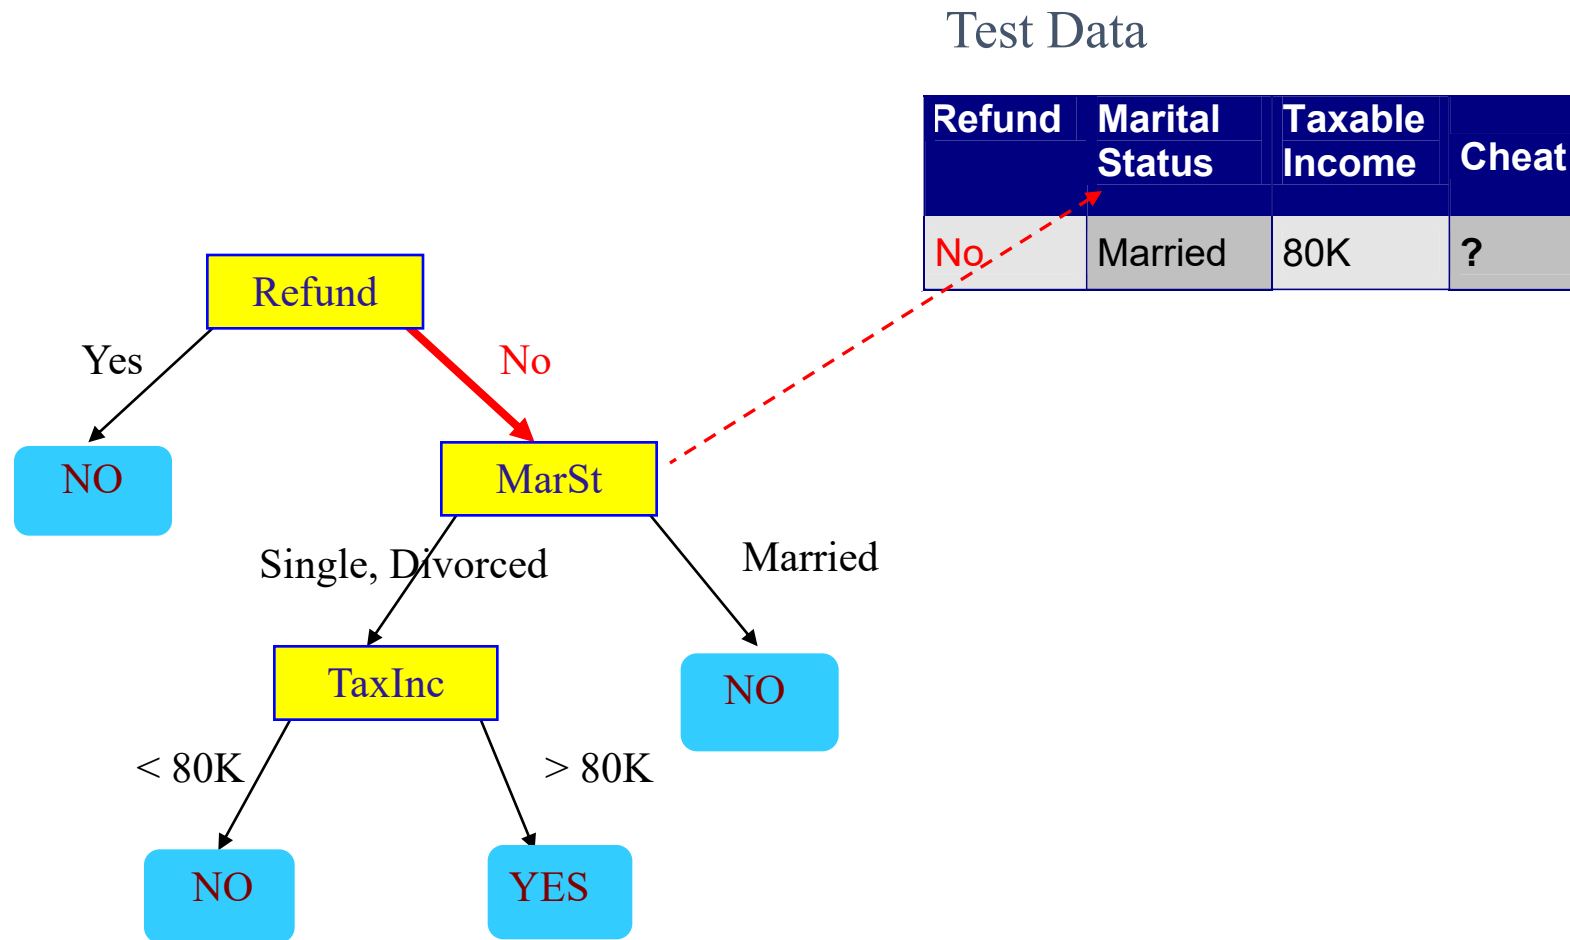 Test Data
Refund Marital Taxable
Status Income Cheat
No Married 80K ?
Refund
Yes No
NO MarSt
Single, Divorced Married
TaxInc NO
< 80K > 80K
NO YES